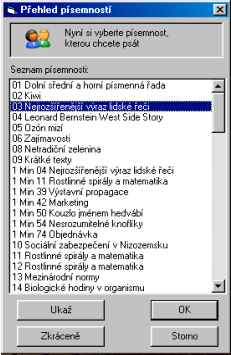 Přehled písemností
Nyní si vyberte písemnost,
kterou chcete psát
Seznam písemností:
01 Dolní střední a horní písmenná řada
02 Kiwi
03 Nejrozšířenější výraz lidské řeči
04 Leonard Bernstein West Side Story
05 Ozón mizí
06 Zajímavosti
08 Netradiční zelenina
09 Krátké texty
1 Min 04 Nejrozšířenější výraz lidské řeči
1 Min 11 Rostlinné spirály a matematika
1 Min 39 Výstavní propagace
1 Min 42 Marketing
1 Min 50 Kouzlo jménem hedvábí
1 Min 54 Nesrozumitelné knoflíky
1 Min 74 Objednávka
10 Sociální zabezpečení v Nizozemsku
11 Rostlinné spirály a matematika
12 Rostlinné spirály a matematika
13 Mezinárodní normy
14 Biologické hodiny v organismu
Ukaž OK
Zkráceně Storno